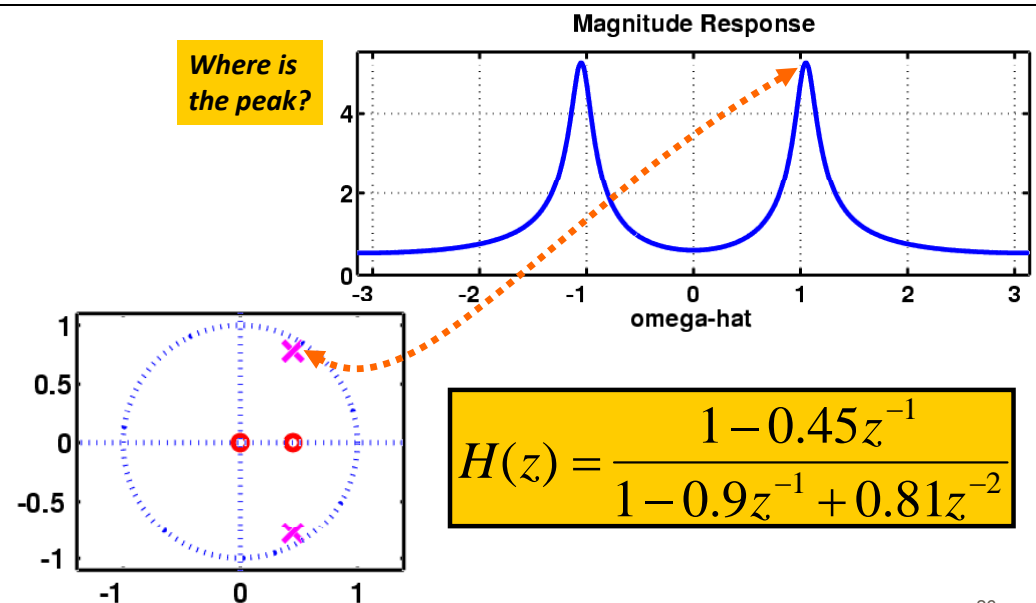 Magnitude Response
Where is
the peak?
4
2
0
-3 -2 -1 0 1 2 3
omega-hat
1
0.5
0
-0.5
-1
-1 0 1
H(z) = \frac{1-0.45z^{-1}}{1-0.9z^{-1}+0.81z^{-2}}